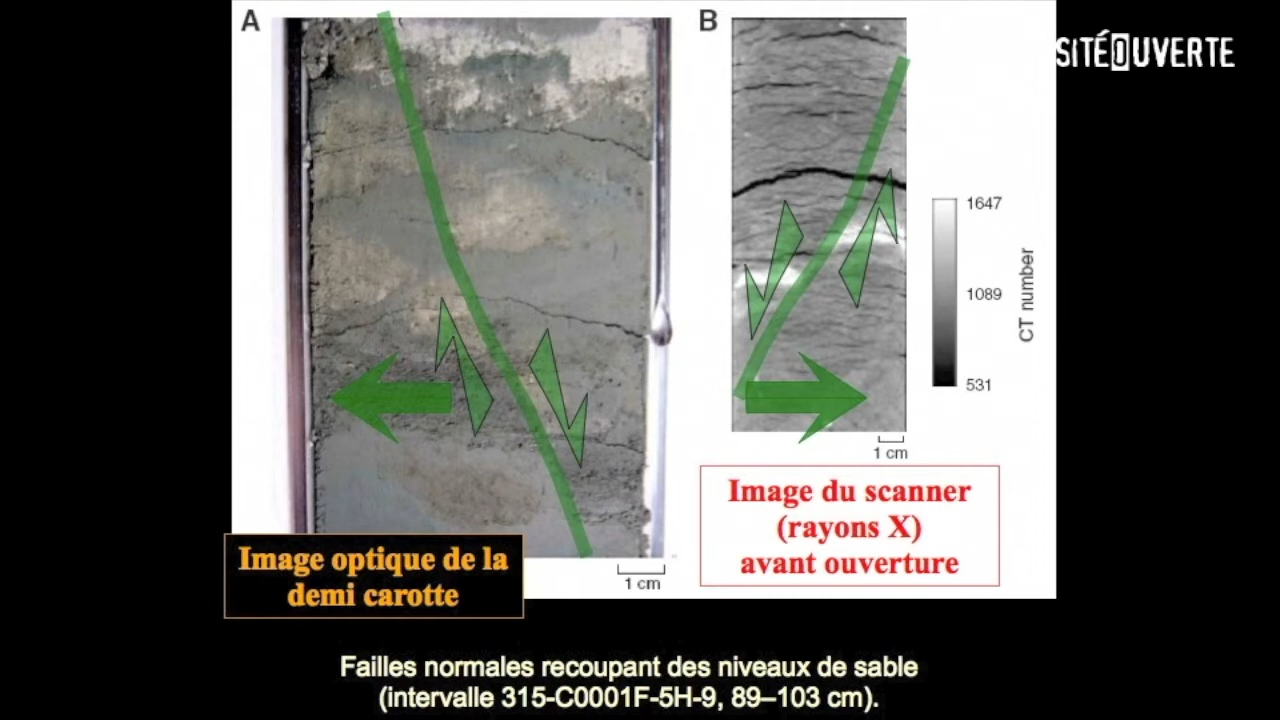 A
B
SITÉOUVERTE
1647
1089
531
CT number
1 cm
1 cm
Image du scanner
(rayons X)
avant ouverture
Image optique de la
demi carotte
Failles normales recoupant des niveaux de sable
(intervalle 315-C0001F-5H-9, 89–103 cm).